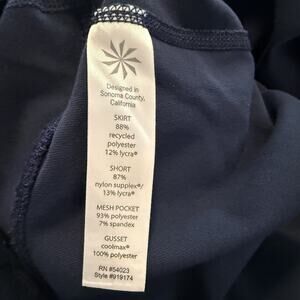 Designed in
Sonoma County,
California
SKIRT
88%
recycled
polyester
12% lycra®
SHORT
87%
nylon supplex®/
13% lycra®
MESH POCKET
93% polyester
7% spandex
GUSSET
coolmax®
100% polyester
RN #54023
Style #919174